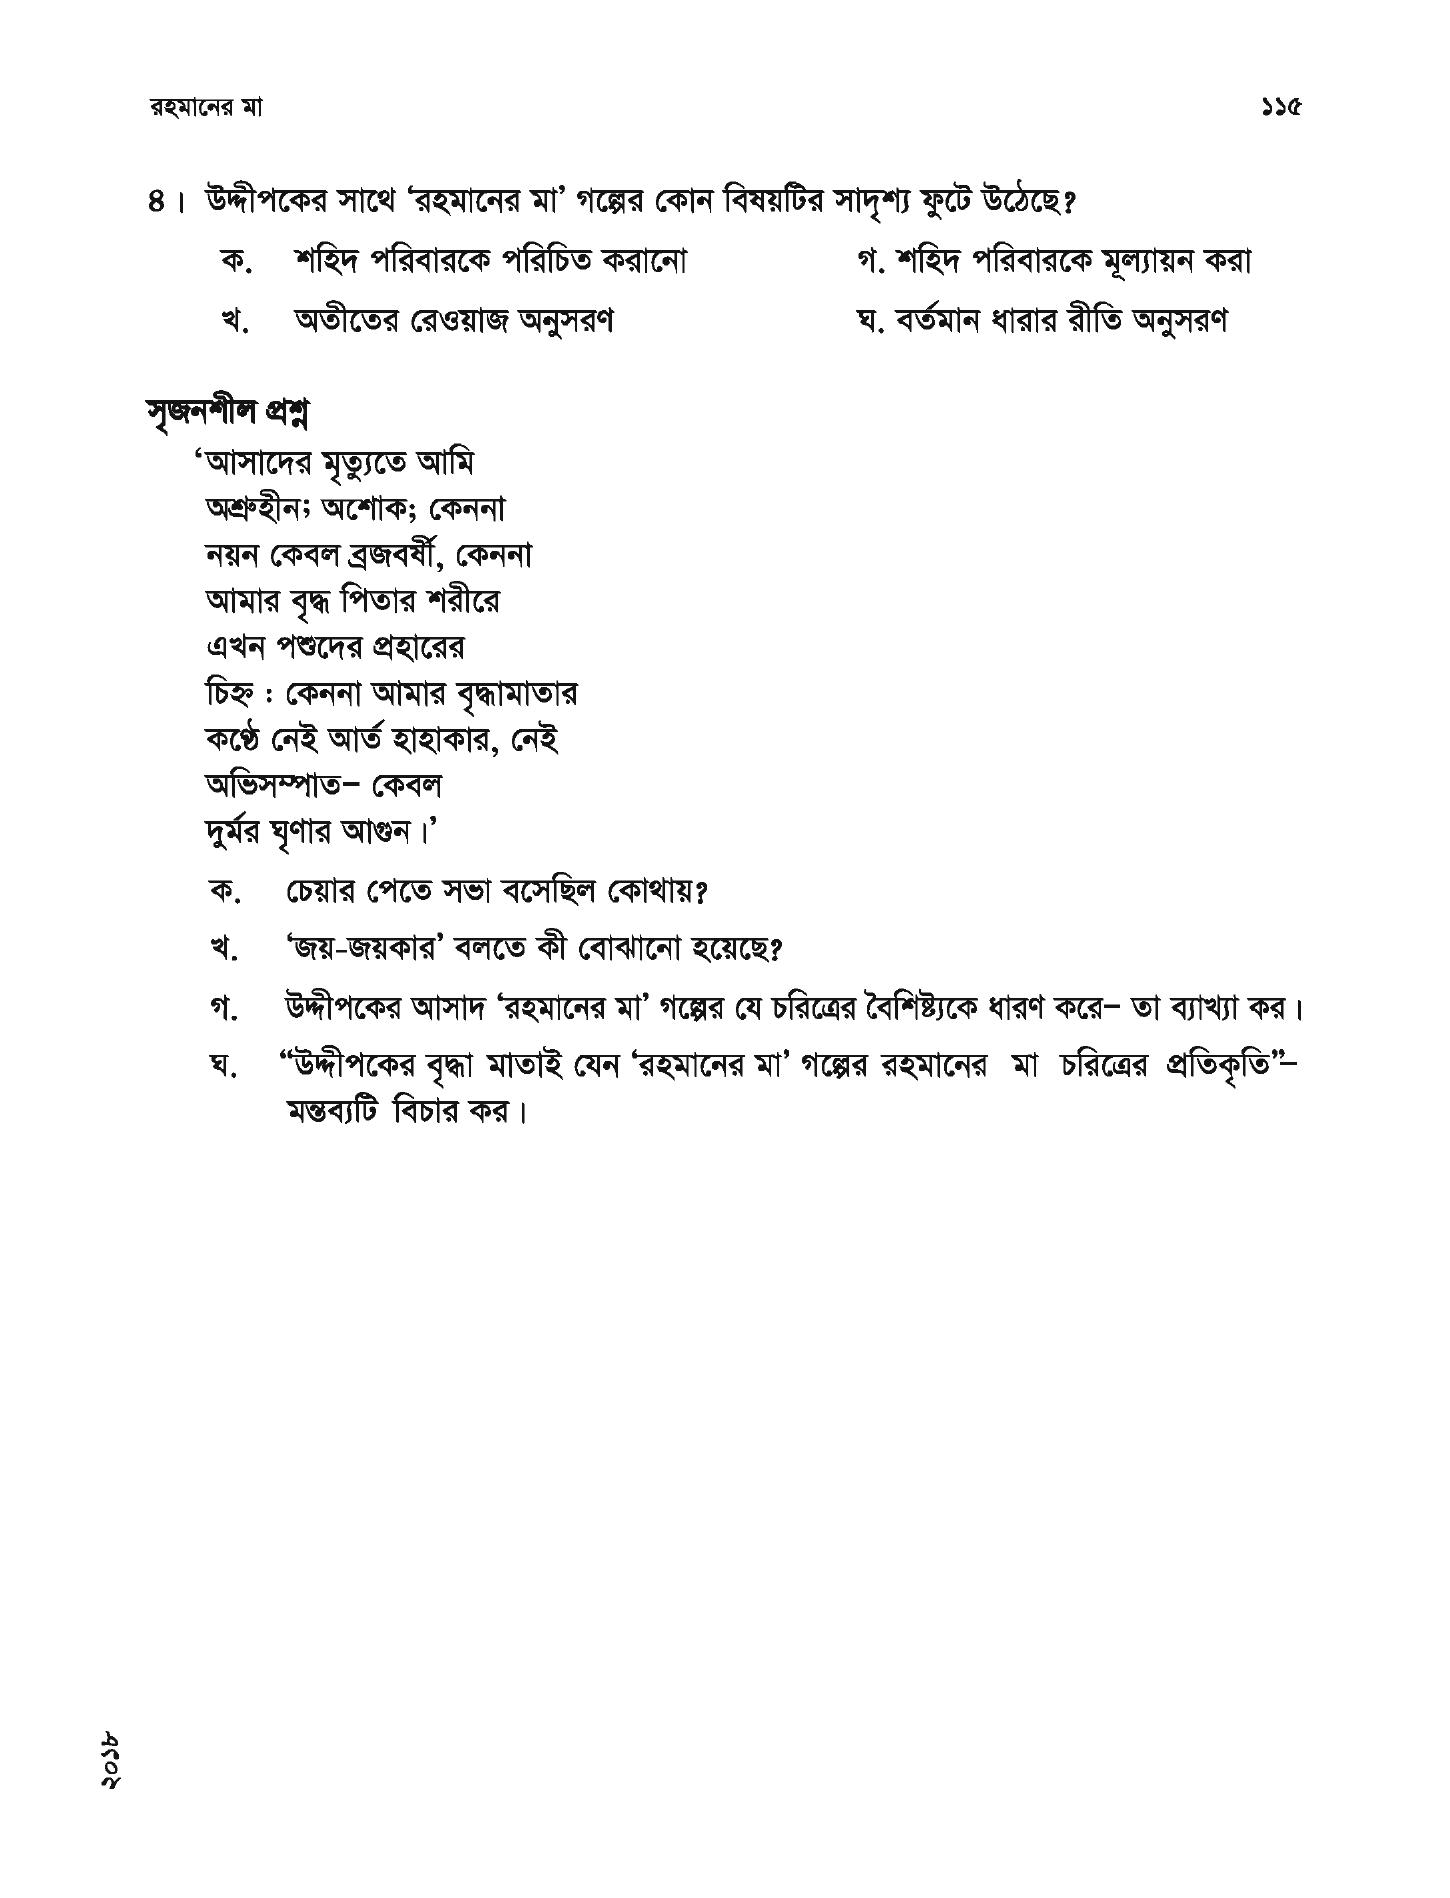 রহমানের মা ১১৫
৪। উদ্দীপকের সাথে ‘রহমানের মা’ গল্পের কোন বিষয়টির সাদৃশ্য ফুটে উঠেছে?
ক. শহিদ পরিবারকে পরিচিত করানো গ. শহিদ পরিবারকে মূল্যায়ন করা
খ. অতীতের রেওয়াজ অনুসরণ ঘ. বর্তমান ধারার রীতি অনুসরণ
সৃজনশীল প্রশ্ন
‘আসাদের মৃত্যুতে আমি
অশ্রুহীন; অশোক; কেননা
নয়ন কেবল ব্রজবর্ষী, কেননা
আমার বৃদ্ধ পিতার শরীরে
এখন পশুদের প্রহারের
চিহ্ন : কেননা আমার বৃদ্ধামাতার
কণ্ঠে নেই আর্ত হাহাকার, নেই
অভিসম্পাত– কেবল
দুর্মর ঘৃণার আগুন।’
ক. চেয়ার পেতে সভা বসেছিল কোথায়?
খ. ‘জয়-জয়কার’ বলতে কী বোঝানো হয়েছে?
গ. উদ্দীপকের আসাদ ‘রহমানের মা’ গল্পের যে চরিত্রের বৈশিষ্ট্যকে ধারণ করে– তা ব্যাখ্যা কর।
ঘ. “উদ্দীপকের বৃদ্ধা মাতাই যেন ‘রহমানের মা’ গল্পের রহমানের মা চরিত্রের প্রতিকৃতি”–
মন্তব্যটি বিচার কর।
২০১৮